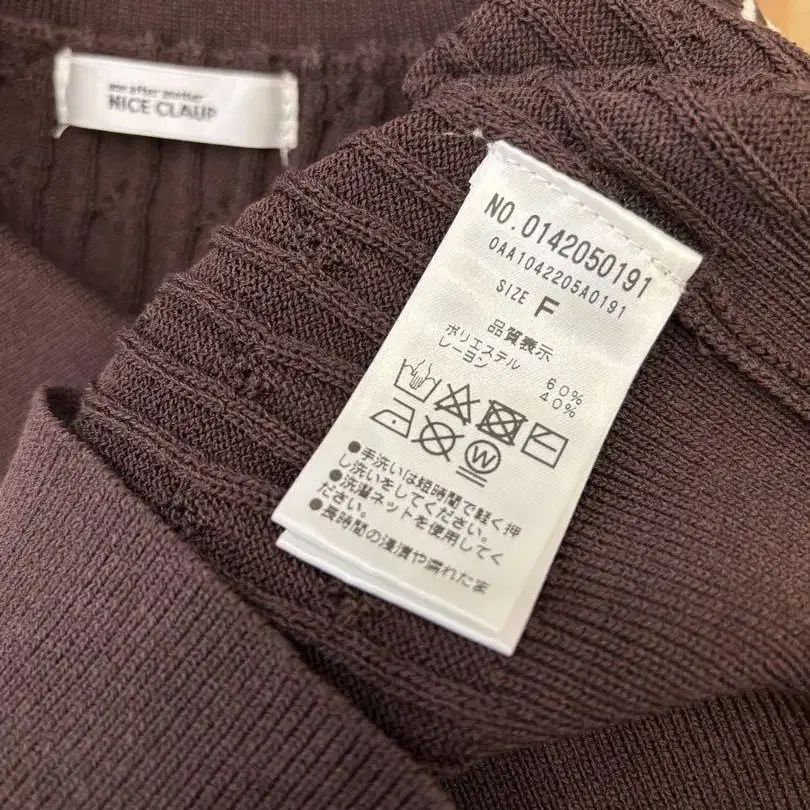 one after another
NICE CLAUP
NO.0142050191
0AA1042205A0191
SIZE F
品質表示
ポリエステル 60%
レーヨン 40%
W
●手洗いは短時間で軽く押
し洗いをしてください。
●洗濯ネットを使用してく
ださい。
●長時間の浸漬や濡れたま